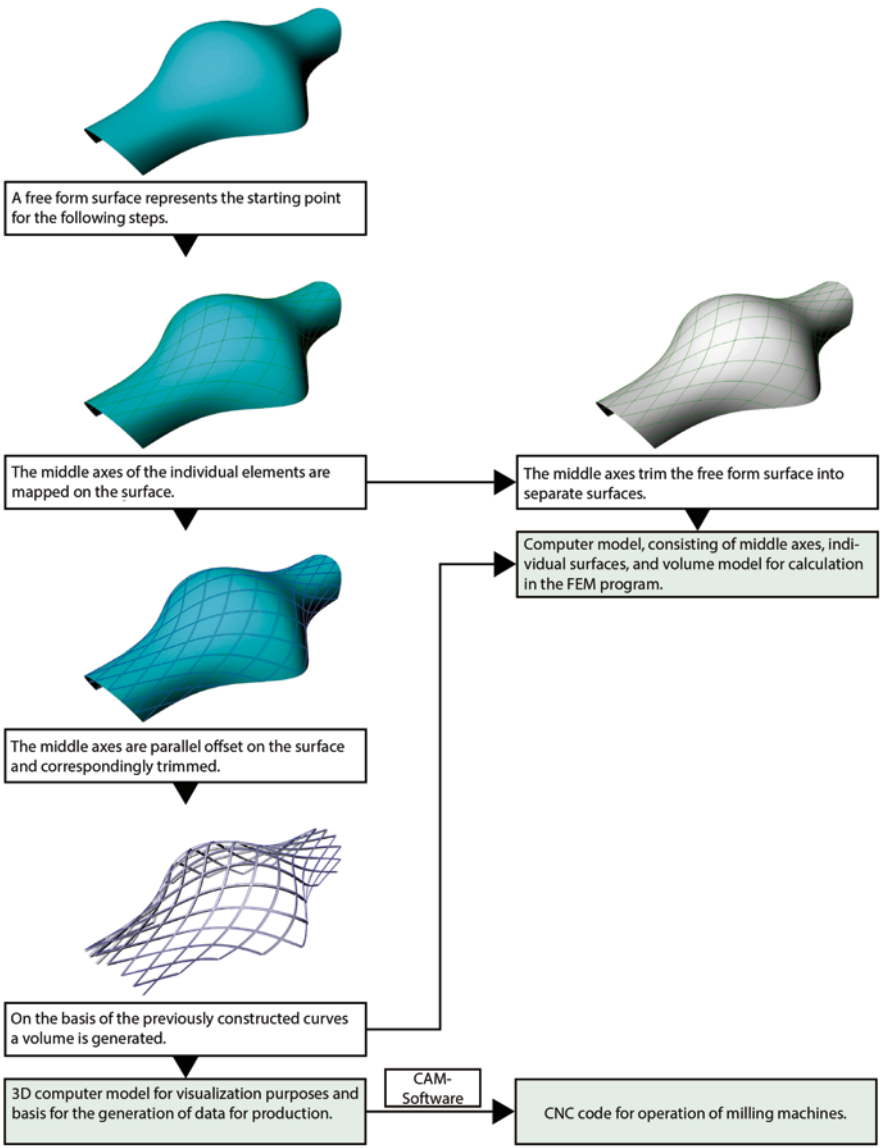 A free form surface represents the starting point
for the following steps.
The middle axes of the individual elements are
mapped on the surface.
The middle axes trim the free form surface into
separate surfaces.
Computer model, consisting of middle axes, indi-
vidual surfaces, and volume model for calculation
in the FEM program.
The middle axes are parallel offset on the surface
and correspondingly trimmed.
On the basis of the previously constructed curves
a volume is generated.
3D computer model for visualization purposes and
basis for the generation of data for production.
CAM-
Software
CNC code for operation of milling machines.